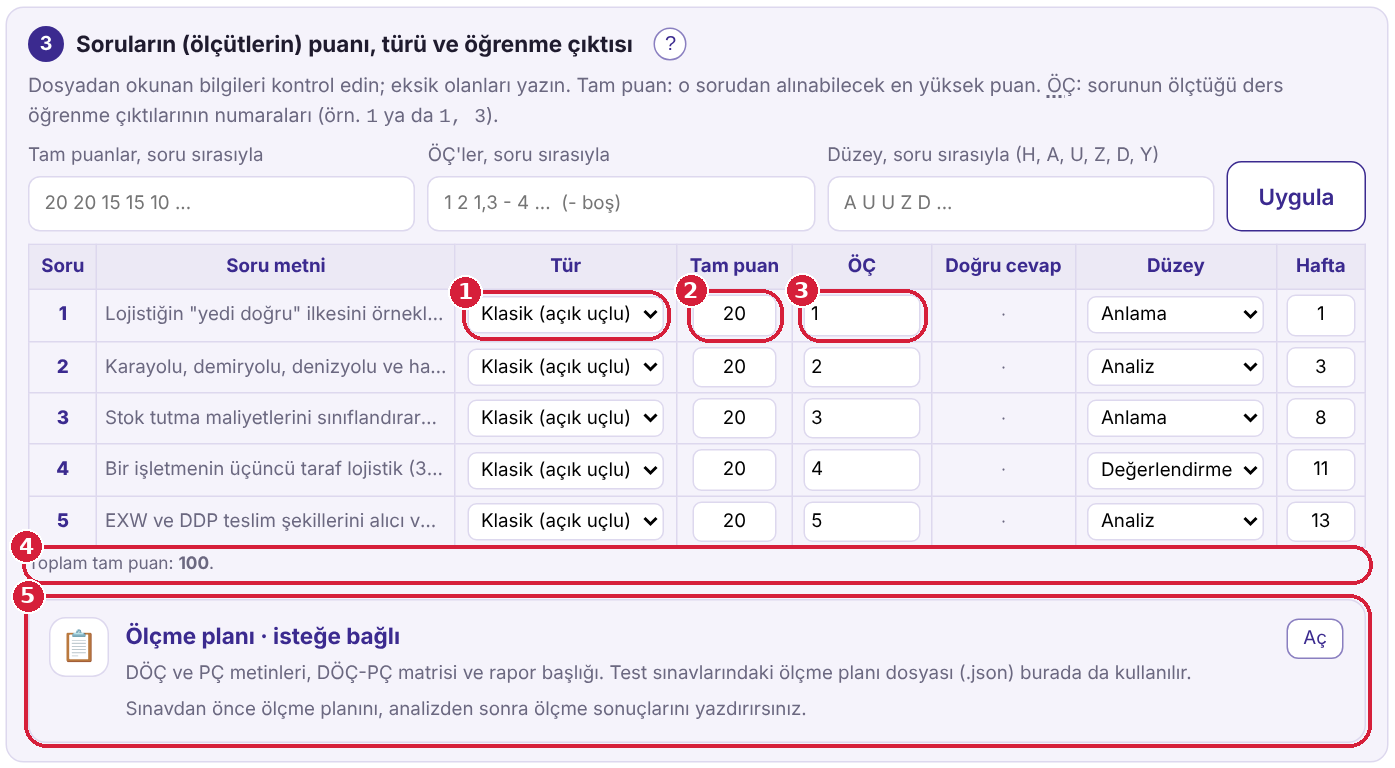 3 Soruların (ölçütlerin) puanı, türü ve öğrenme çıktısı ?
Dosyadan okunan bilgileri kontrol edin; eksik olanları yazın. Tam puan: o sorudan alınabilecek en yüksek puan. ÖÇ: sorunun ölçtüğü ders
öğrenme çıktılarının numaraları (örn. 1 ya da 1, 3).
Tam puanlar, soru sırasıyla ÖÇ'ler, soru sırasıyla Düzey, soru sırasıyla (H, A, U, Z, D, Y)
20 20 15 15 10 ... 1 2 1,3 - 4 ... (- boş) A U U Z D ... Uygula
Soru Soru metni Tür Tam puan ÖÇ Doğru cevap Düzey Hafta
1 2 3
1 Lojistiğin "yedi doğru" ilkesini örnekl... Klasik (açık uçlu) 20 1 · Anlama 1
2 Karayolu, demiryolu, denizyolu ve ha... Klasik (açık uçlu) 20 2 · Analiz 3
3 Stok tutma maliyetlerini sınıflandırar... Klasik (açık uçlu) 20 3 · Anlama 8
4 Bir işletmenin üçüncü taraf lojistik (3... Klasik (açık uçlu) 20 4 · Değerlendirme 11
5 EXW ve DDP teslim şekillerini alıcı v... Klasik (açık uçlu) 20 5 · Analiz 13
4
Toplam tam puan: 100.
5
Ölçme planı · isteğe bağlı Aç
DÖÇ ve PÇ metinleri, DÖÇ-PÇ matrisi ve rapor başlığı. Test sınavlarındaki ölçme planı dosyası (.json) burada da kullanılır.
Sınavdan önce ölçme planını, analizden sonra ölçme sonuçlarını yazdırırsınız.